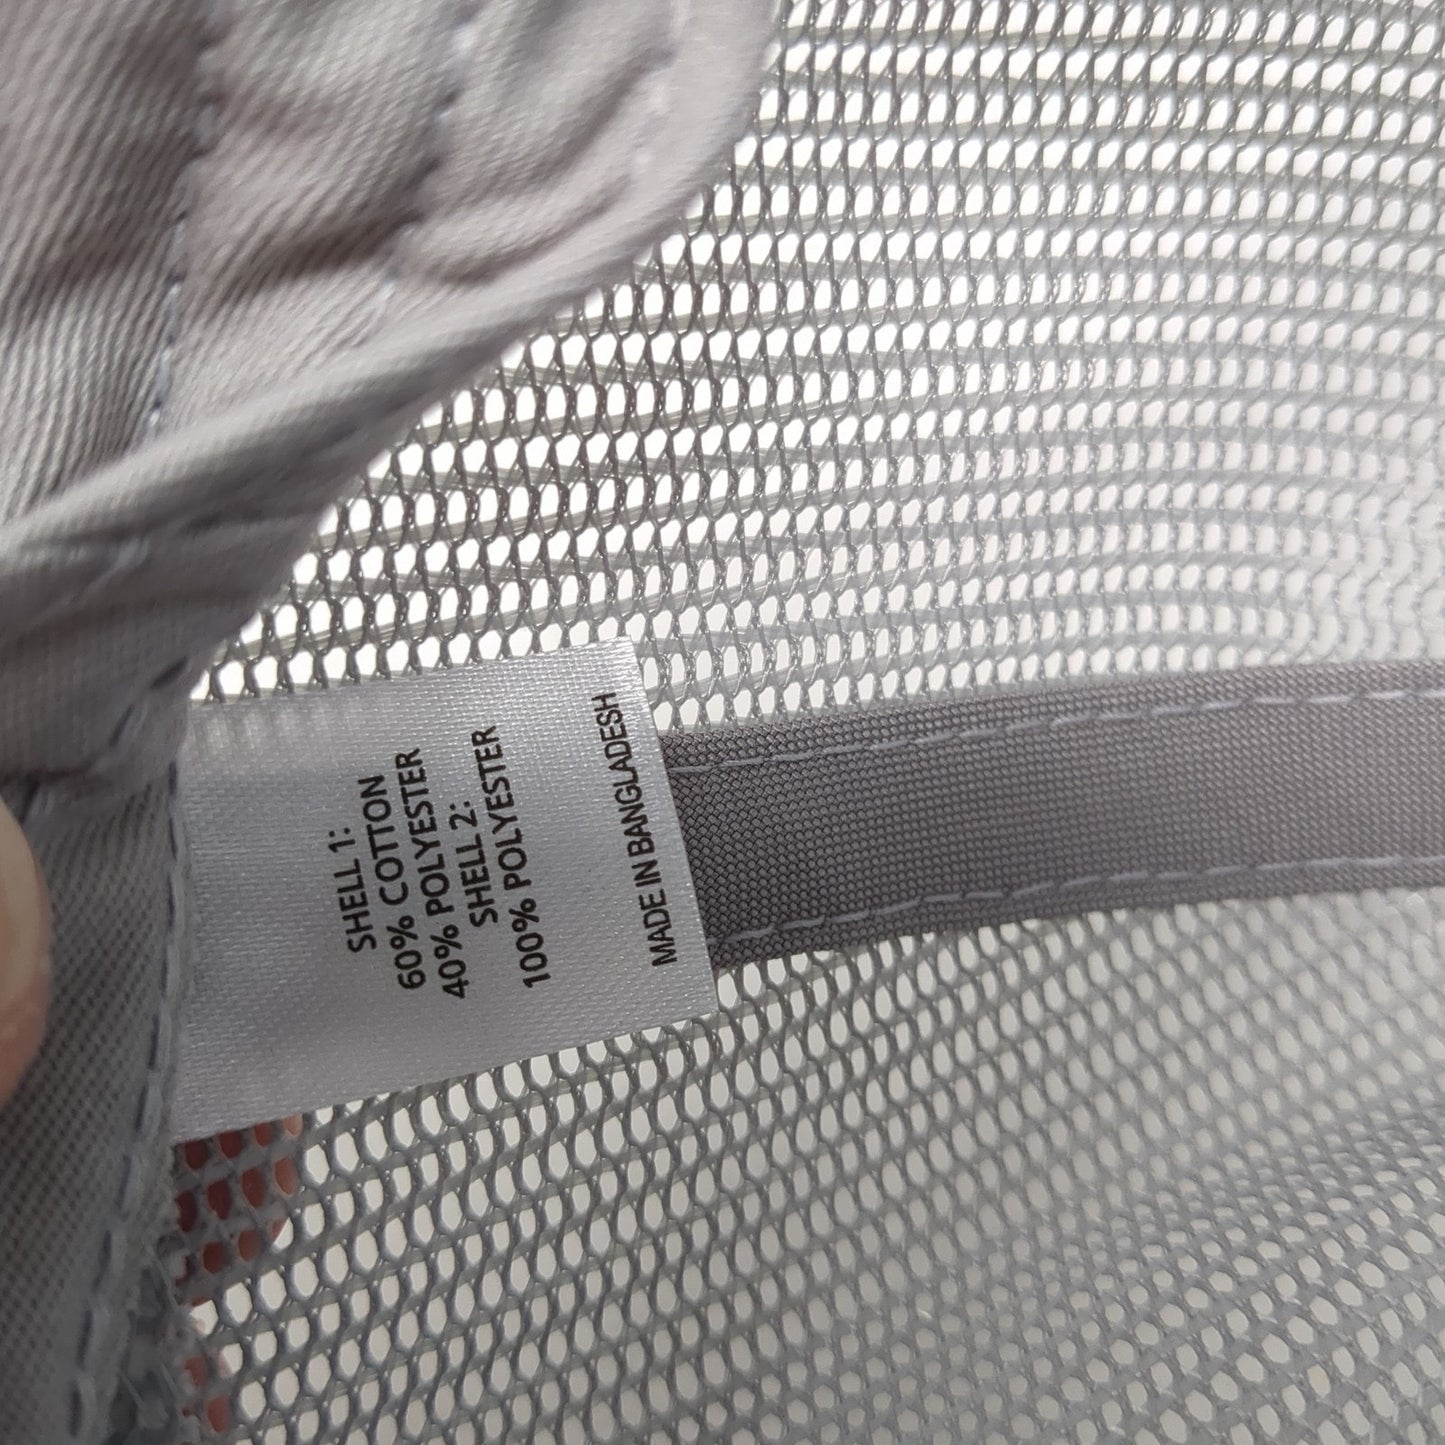 SHELL 1:
60% COTTON
40% POLYESTER
SHELL 2:
100% POLYESTER
MADE IN BANGLADESH